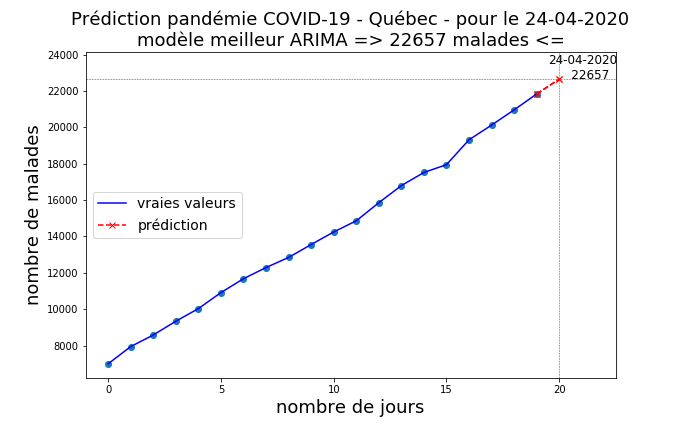 Prédiction pandémie COVID-19 - Québec - pour le 24-04-2020
modèle meilleur ARIMA => 22657 malades <=
24-04-2020
22657
24000
22000
20000
18000
16000
14000
12000
10000
8000
nombre de malades
vraies valeurs
prédiction
0 5 10 15 20
nombre de jours